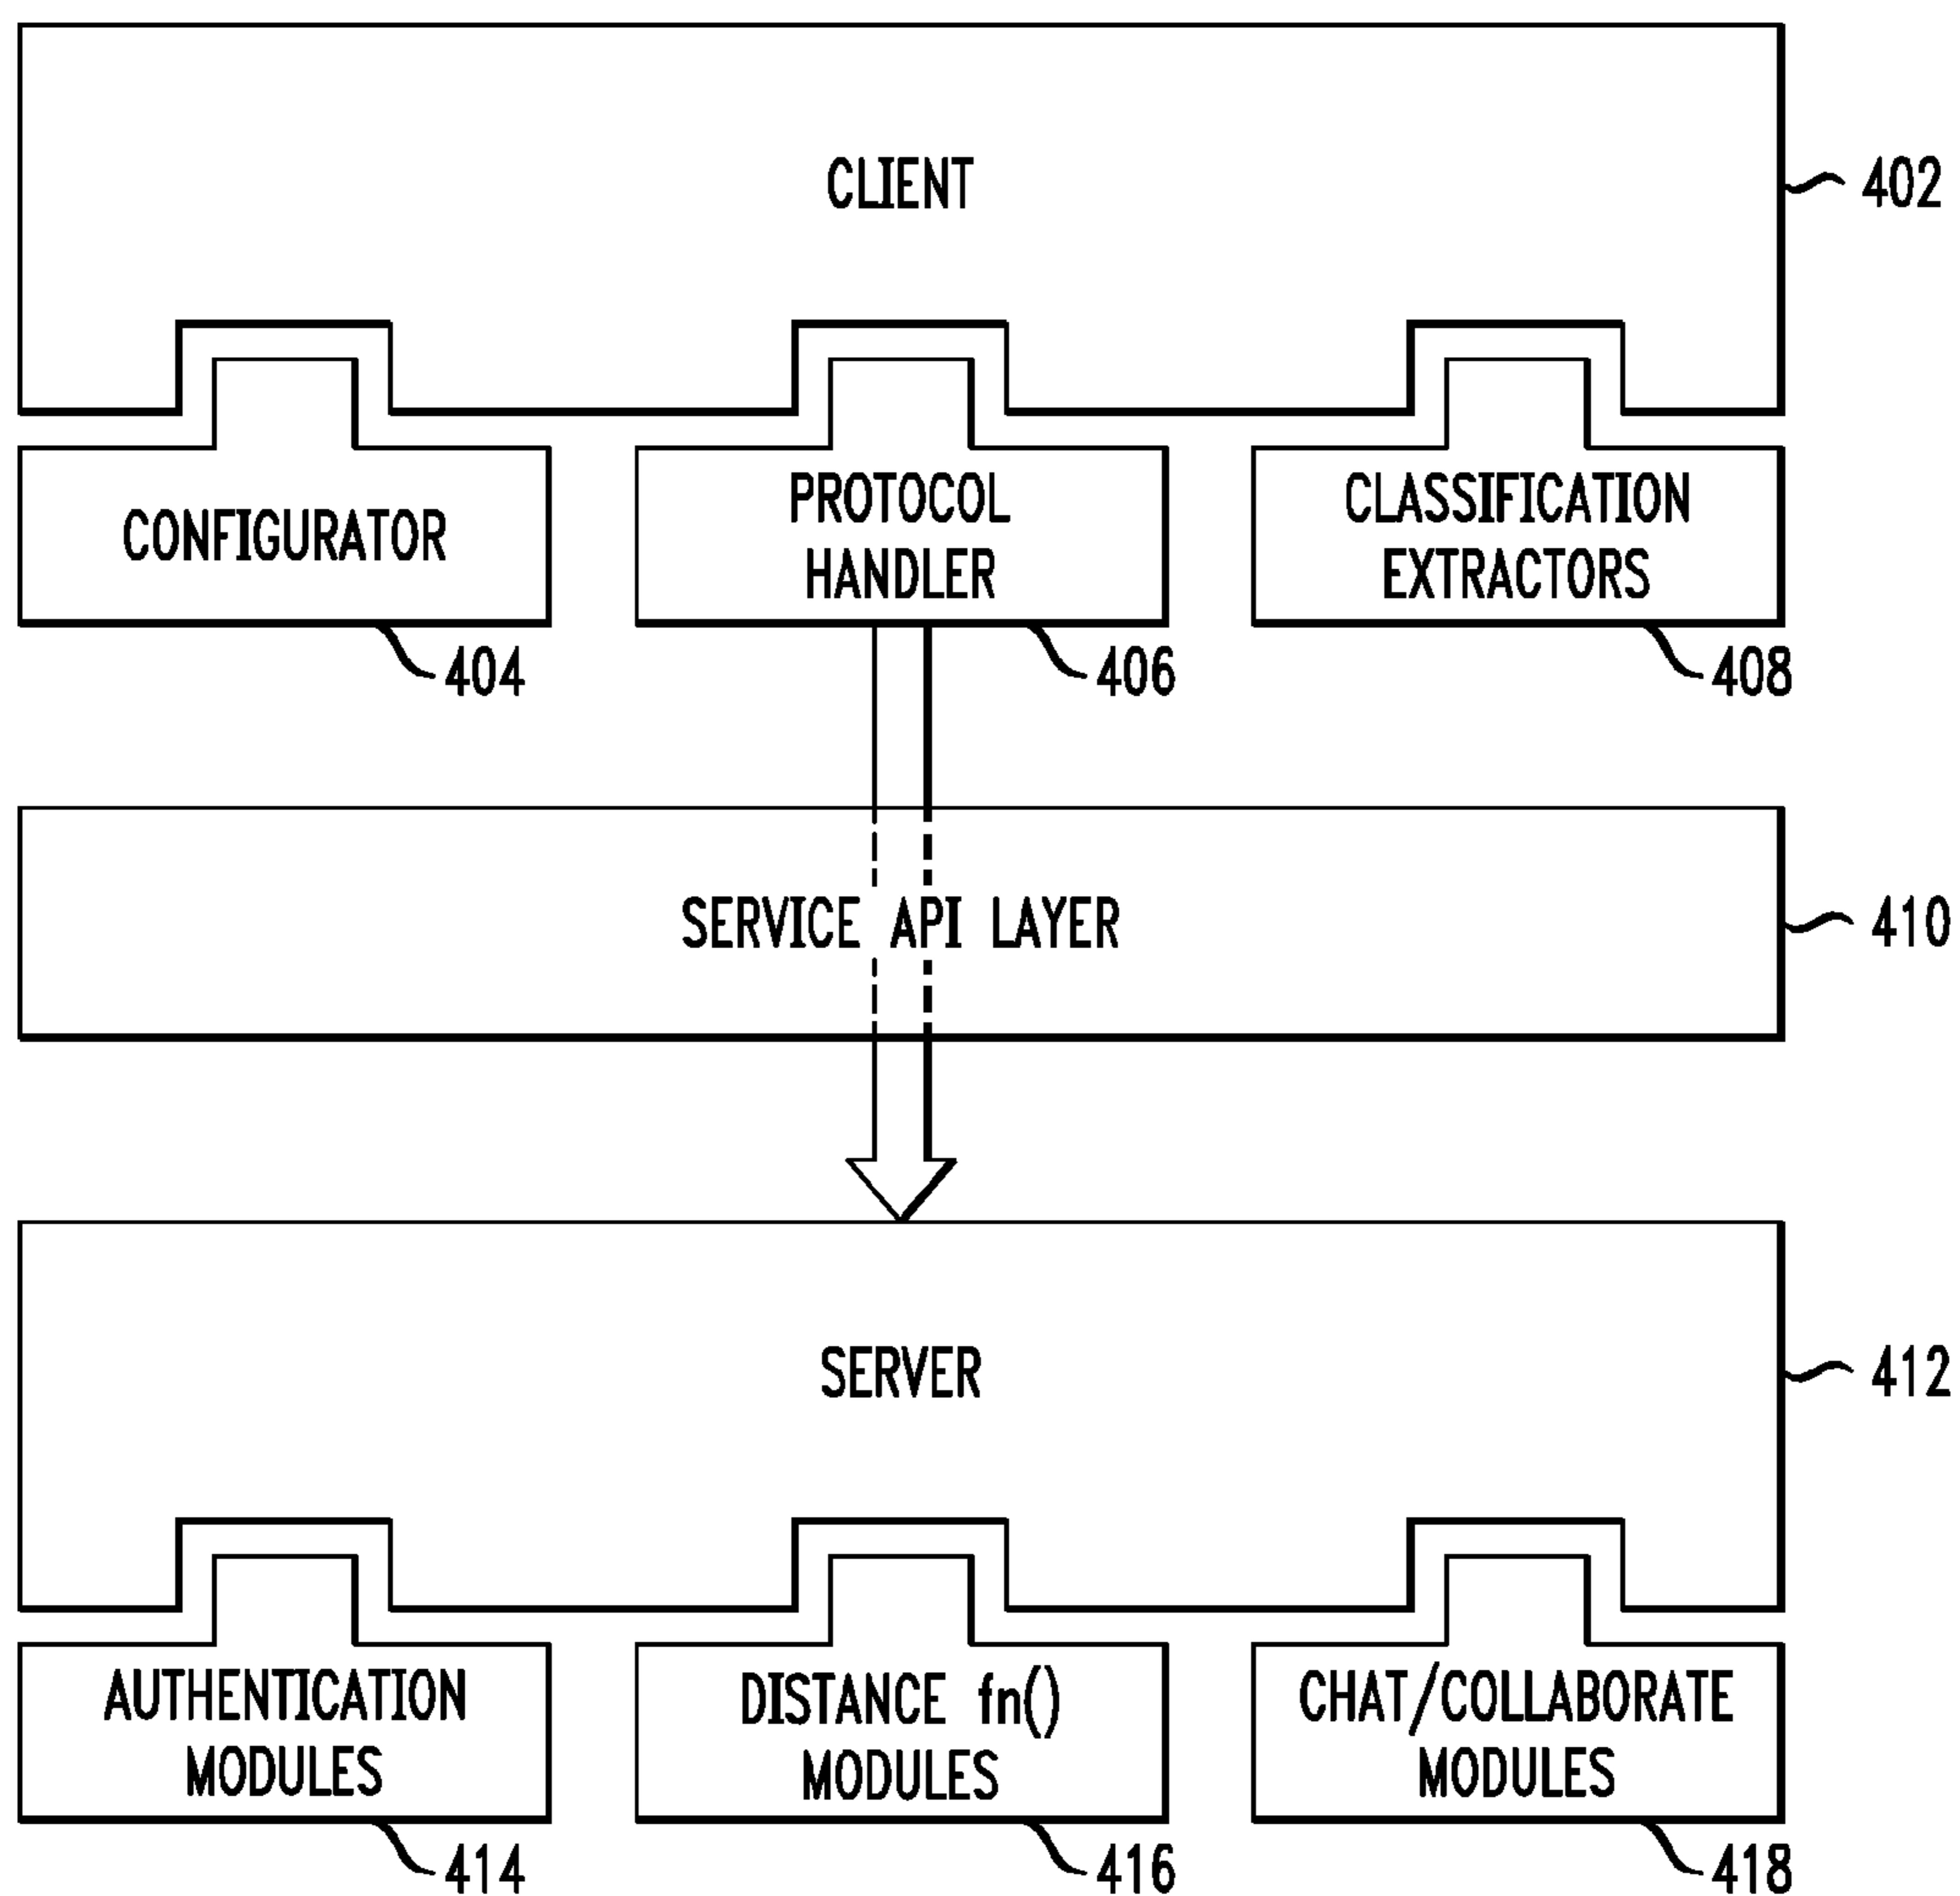 CLIENT
402
CONFIGURATOR
404
PROTOCOL
HANDLER
406
CLASSIFICATION
EXTRACTORS
408
SERVICE API LAYER
410
SERVER
412
AUTHENTICATION
MODULES
414
DISTANCE fn()
MODULES
416
CHAT/COLLABORATE
MODULES
418